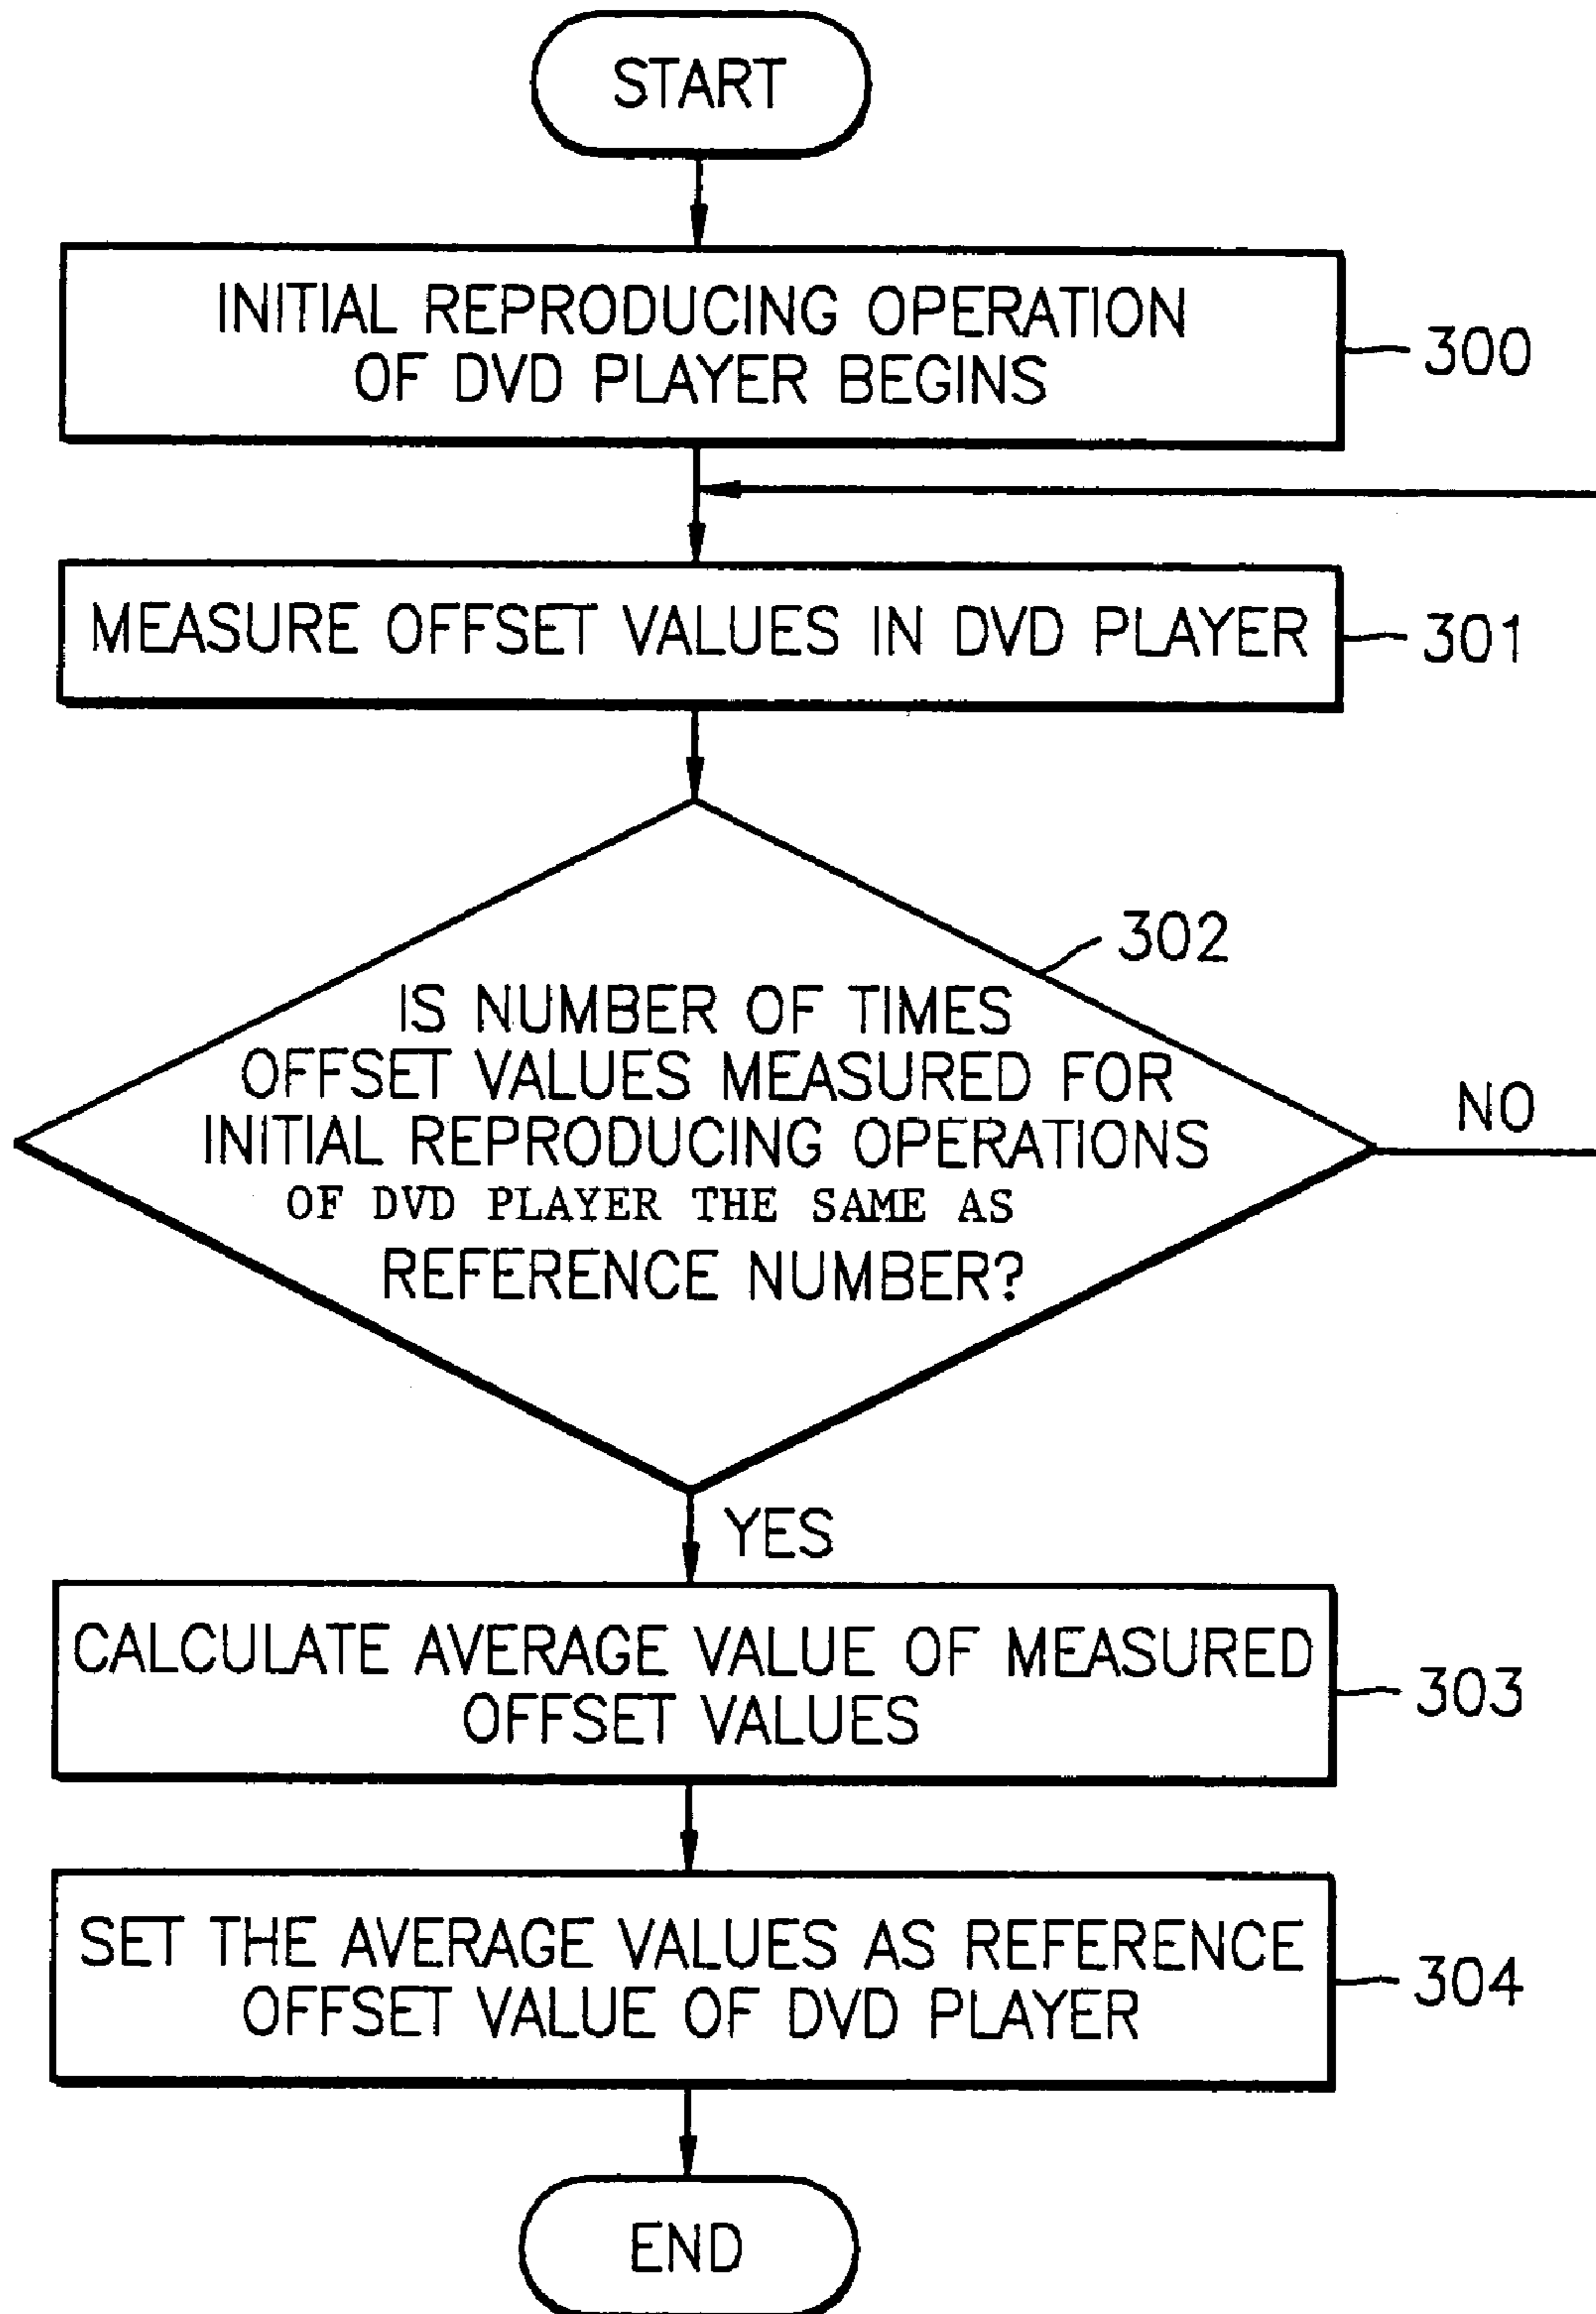 START
INITIAL REPRODUCING OPERATION
OF DVD PLAYER BEGINS
300
MEASURE OFFSET VALUES IN DVD PLAYER
301
302
IS NUMBER OF TIMES
OFFSET VALUES MEASURED FOR
INITIAL REPRODUCING OPERATIONS
OF DVD PLAYER THE SAME AS
REFERENCE NUMBER?
NO
YES
CALCULATE AVERAGE VALUE OF MEASURED
OFFSET VALUES
303
SET THE AVERAGE VALUES AS REFERENCE
OFFSET VALUE OF DVD PLAYER
304
END